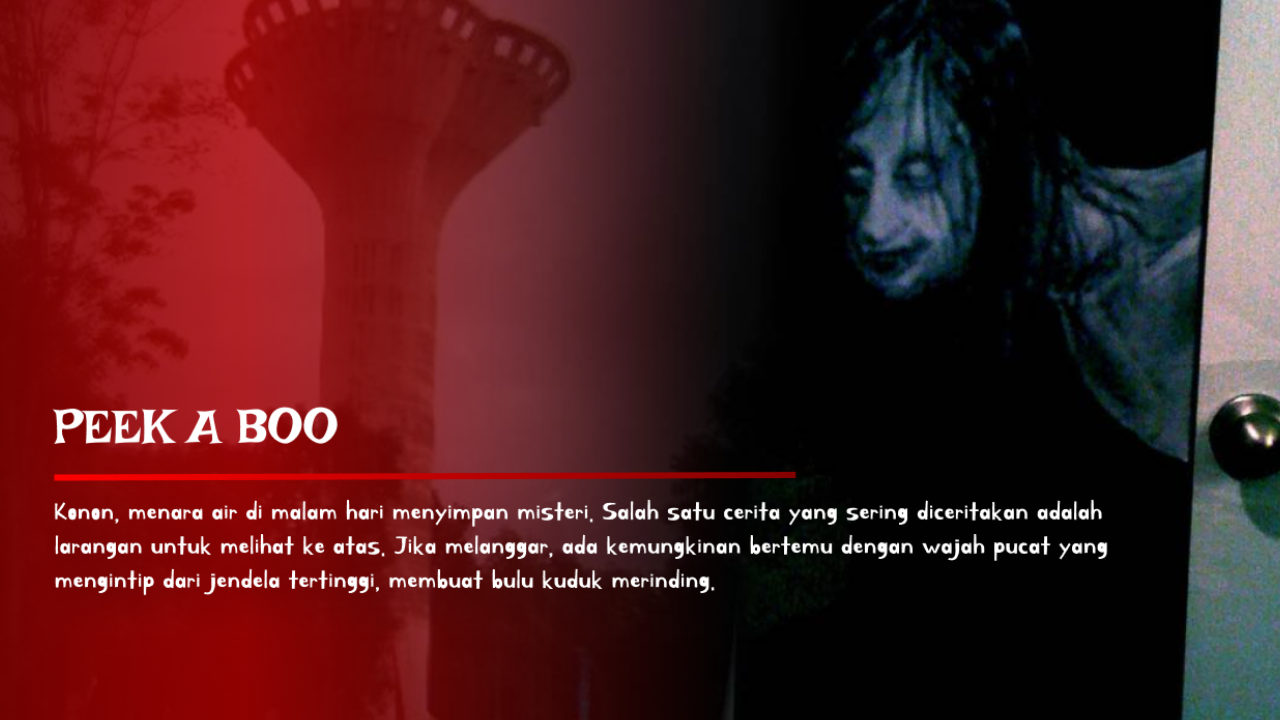 PEEK A BOO
Konon, menara air di malam hari menyimpan misteri. Salah satu cerita yang sering diceritakan adalah
larangan untuk melihat ke atas. Jika melanggar, ada kemungkinan bertemu dengan wajah pucat yang
mengintip dari jendela tertinggi, membuat bulu kuduk merinding.